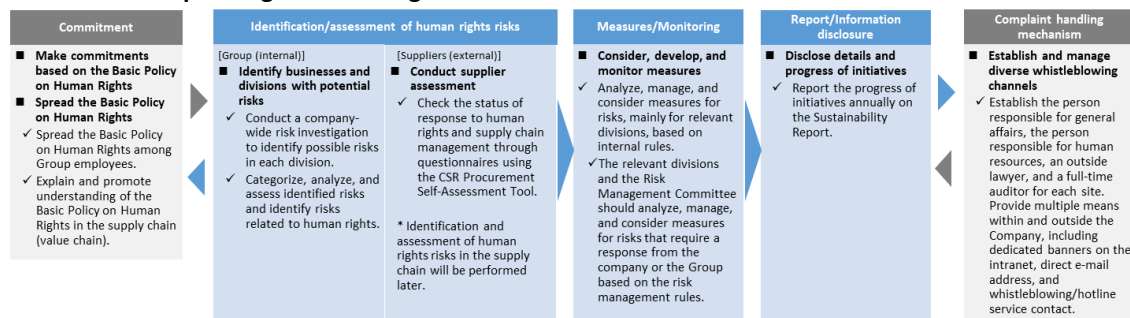 Commitment
■ Make commitments
based on the Basic Policy
on Human Rights
■ Spread the Basic Policy
on Human Rights
✓ Spread the Basic Policy
on Human Rights among
Group employees.
✓ Explain and promote
understanding of the
Basic Policy on Human
Rights in the supply chain
(value chain).
Identification/assessment of human rights risks
[Group (internal)]
■ Identify businesses and
divisions with potential
risks
✓ Conduct a company-
wide risk investigation
to identify possible risks
in each division.
✓ Categorize, analyze, and
assess identified risks
and identify risks
related to human rights.
[Suppliers (external)]
■ Conduct supplier
assessment
✓ Check the status of
response to human
rights and supply chain
management through
questionnaires using
the CSR Procurement
Self-Assessment Tool.
* Identification and
assessment of human
rights risks in the supply
chain will be performed
later.
Measures/Monitoring
■ Consider, develop, and
monitor measures
✓ Analyze, manage, and
consider measures for
risks, mainly for relevant
divisions, based on
internal rules.
✓The relevant divisions
and the Risk
Management Committee
should analyze, manage,
and consider measures
for risks that require a
response from the
company or the Group
based on the risk
management rules.
Report/Information
disclosure
■ Disclose details and
progress of initiatives
✓ Report the progress of
initiatives annually on
the Sustainability
Report.
Complaint handling
mechanism
■ Establish and manage
diverse whistleblowing
channels
✓ Establish the person
responsible for general
affairs, the person
responsible for human
resources, an outside
lawyer, and a full-time
auditor for each site.
Provide multiple means
within and outside the
Company, including
dedicated banners on the
intranet, direct e-mail
address, and
whistleblowing/hotline
service contact.